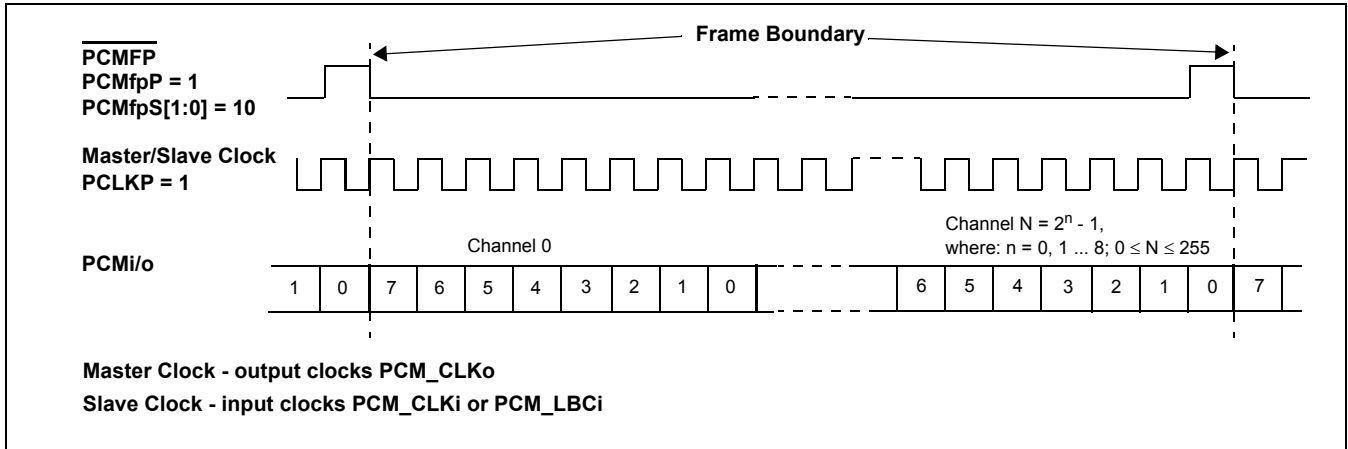 Frame Boundary
PCMFP
PCMfpP = 1
PCMfpS[1:0] = 10
Master/Slave Clock
PCLKP = 1
Channel N = 2ⁿ - 1,
where: n = 0, 1 ... 8; 0 ≤ N ≤ 255
Channel 0
PCMi/o
1 0 7 6 5 4 3 2 1 0 6 5 4 3 2 1 0 7
Master Clock - output clocks PCM_CLKo
Slave Clock - input clocks PCM_CLKi or PCM_LBCi